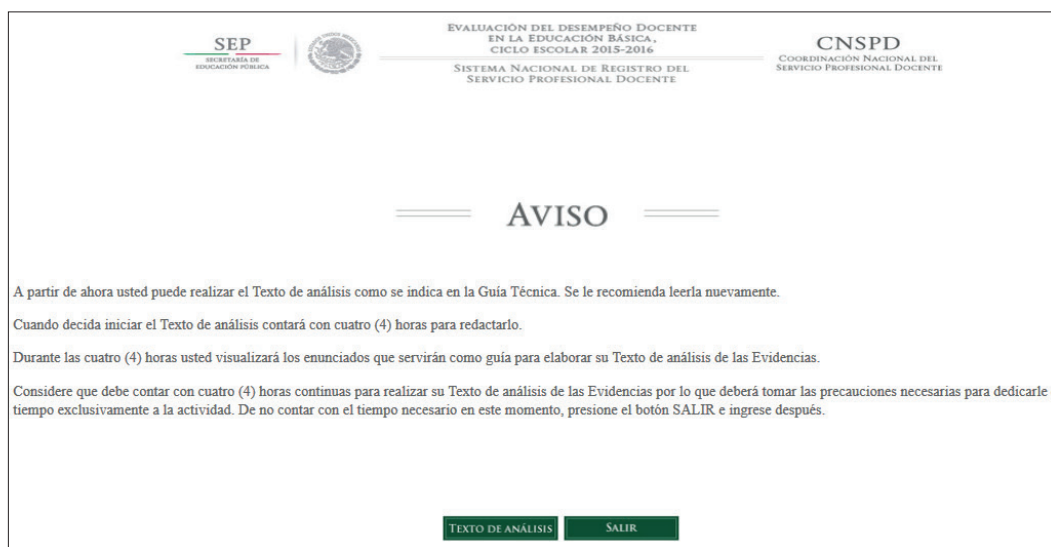 SEP
SECRETARÍA DE
EDUCACIÓN PÚBLICA
EVALUACIÓN DEL DESEMPEÑO DOCENTE
EN LA EDUCACIÓN BÁSICA,
CICLO ESCOLAR 2015-2016
SISTEMA NACIONAL DE REGISTRO DEL
SERVICIO PROFESIONAL DOCENTE
CNSPD
COORDINACIÓN NACIONAL DEL
SERVICIO PROFESIONAL DOCENTE
AVISO
A partir de ahora usted puede realizar el Texto de análisis como se indica en la Guía Técnica. Se le recomienda leerla nuevamente.
Cuando decida iniciar el Texto de análisis contará con cuatro (4) horas para redactarlo.
Durante las cuatro (4) horas usted visualizará los enunciados que servirán como guía para elaborar su Texto de análisis de las Evidencias.
Considere que debe contar con cuatro (4) horas continuas para realizar su Texto de análisis de las Evidencias por lo que deberá tomar las precauciones necesarias para dedicarle
tiempo exclusivamente a la actividad. De no contar con el tiempo necesario en este momento, presione el botón SALIR e ingrese después.
TEXTO DE ANÁLISIS
SALIR